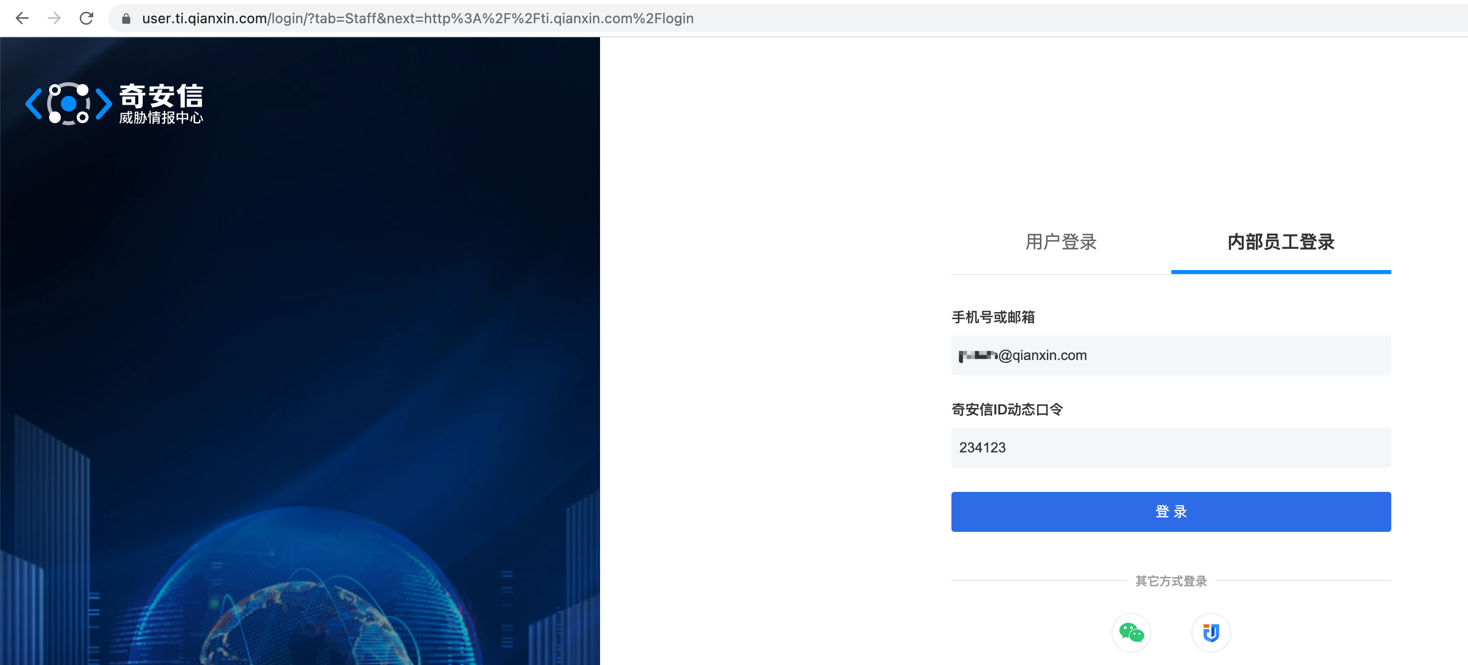 user.ti.qianxin.com/login/?tab=Staff&next=http%3A%2F%2Fti.qianxin.com%2Flogin
奇安信
威胁情报中心
用户登录 内部员工登录
手机号或邮箱
@qianxin.com
奇安信ID动态口令
234123
登 录
其它方式登录